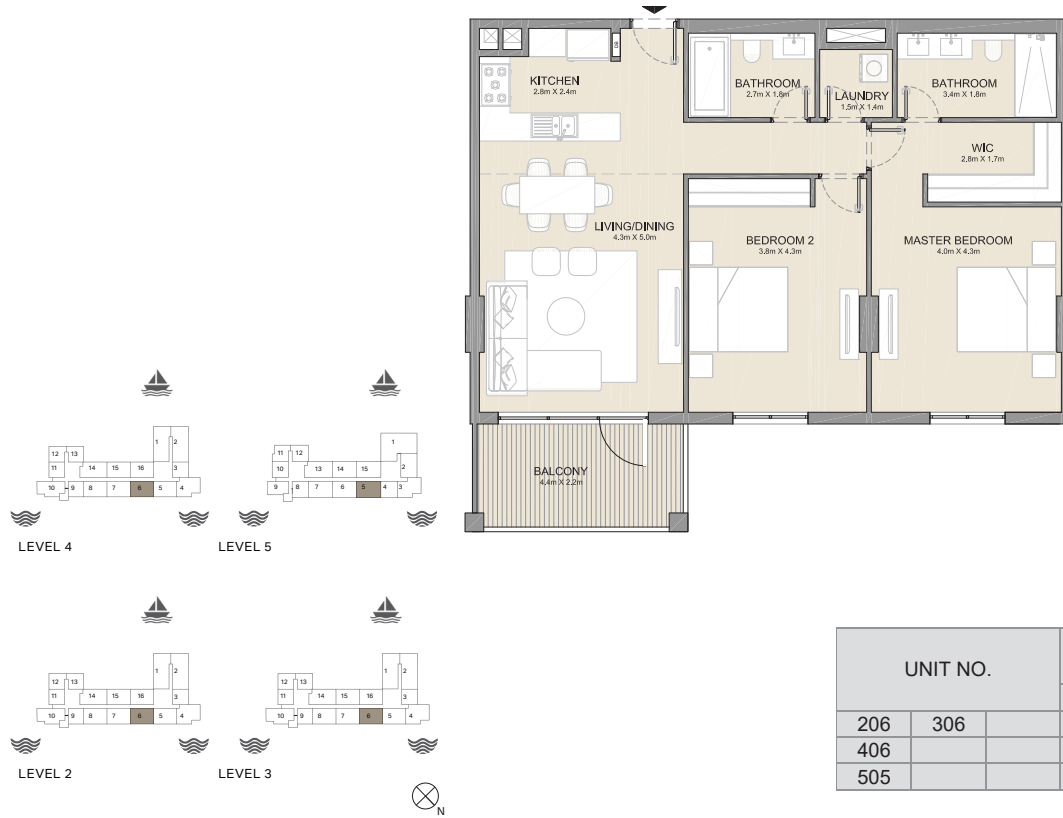 KITCHEN
2.8m X 2.4m
DB
BATHROOM
2.7m X 1.8m
LAUNDRY
1.5m X 1.4m
BATHROOM
3.4m X 1.8m
WIC
2.8m X 1.7m
LIVING/DINING
4.3m X 5.0m
BEDROOM 2
3.8m X 4.3m
MASTER BEDROOM
4.0m X 4.3m
BALCONY
4.4m X 2.2m
1 2
12 13
11 14 15 16 3
10 9 8 7 6 5 4
LEVEL 4
1
11 12
10 13 14 15 2
9 8 7 6 5 4 3
LEVEL 5
1 2
12 13
11 14 15 16 3
10 9 8 7 6 5 4
LEVEL 2
1 2
12 13
11 14 15 16 3
10 9 8 7 6 5 4
LEVEL 3
N
UNIT NO.
206 306
406
505